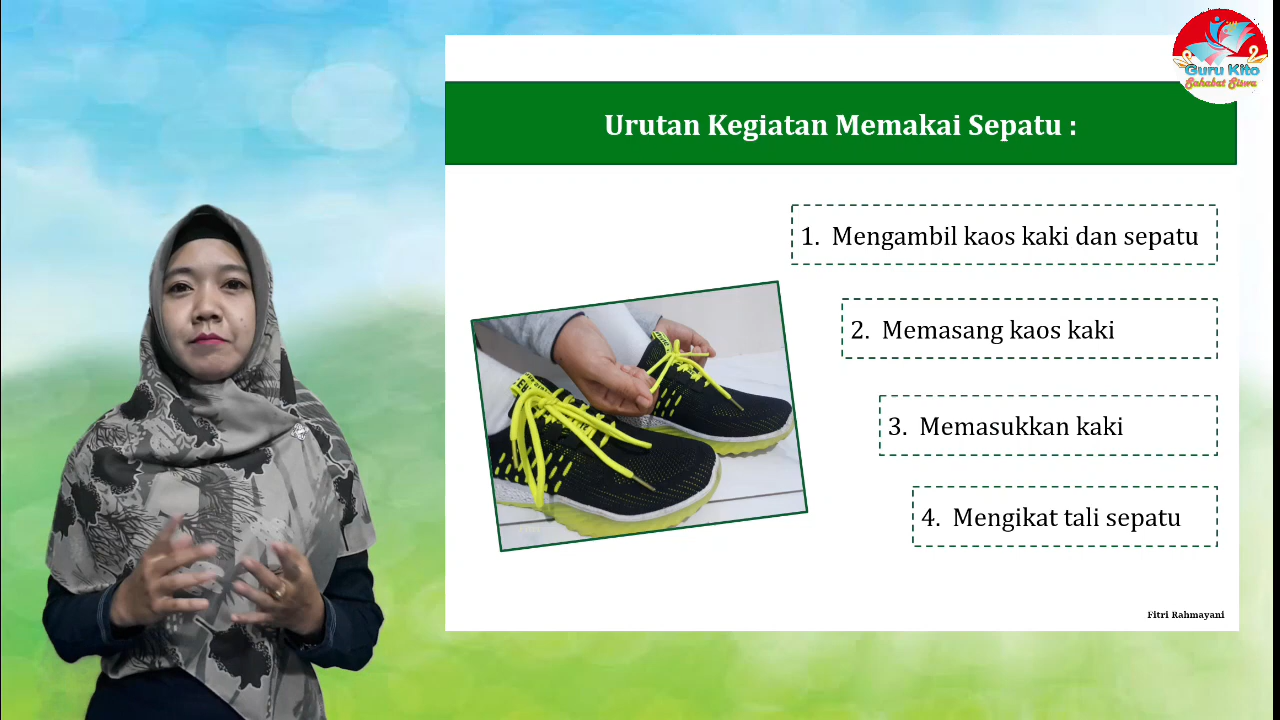 Guru Kito
Sahabat Siswa
Urutan Kegiatan Memakai Sepatu :
1. Mengambil kaos kaki dan sepatu
2. Memasang kaos kaki
3. Memasukkan kaki
4. Mengikat tali sepatu
Fitri Rahmayani